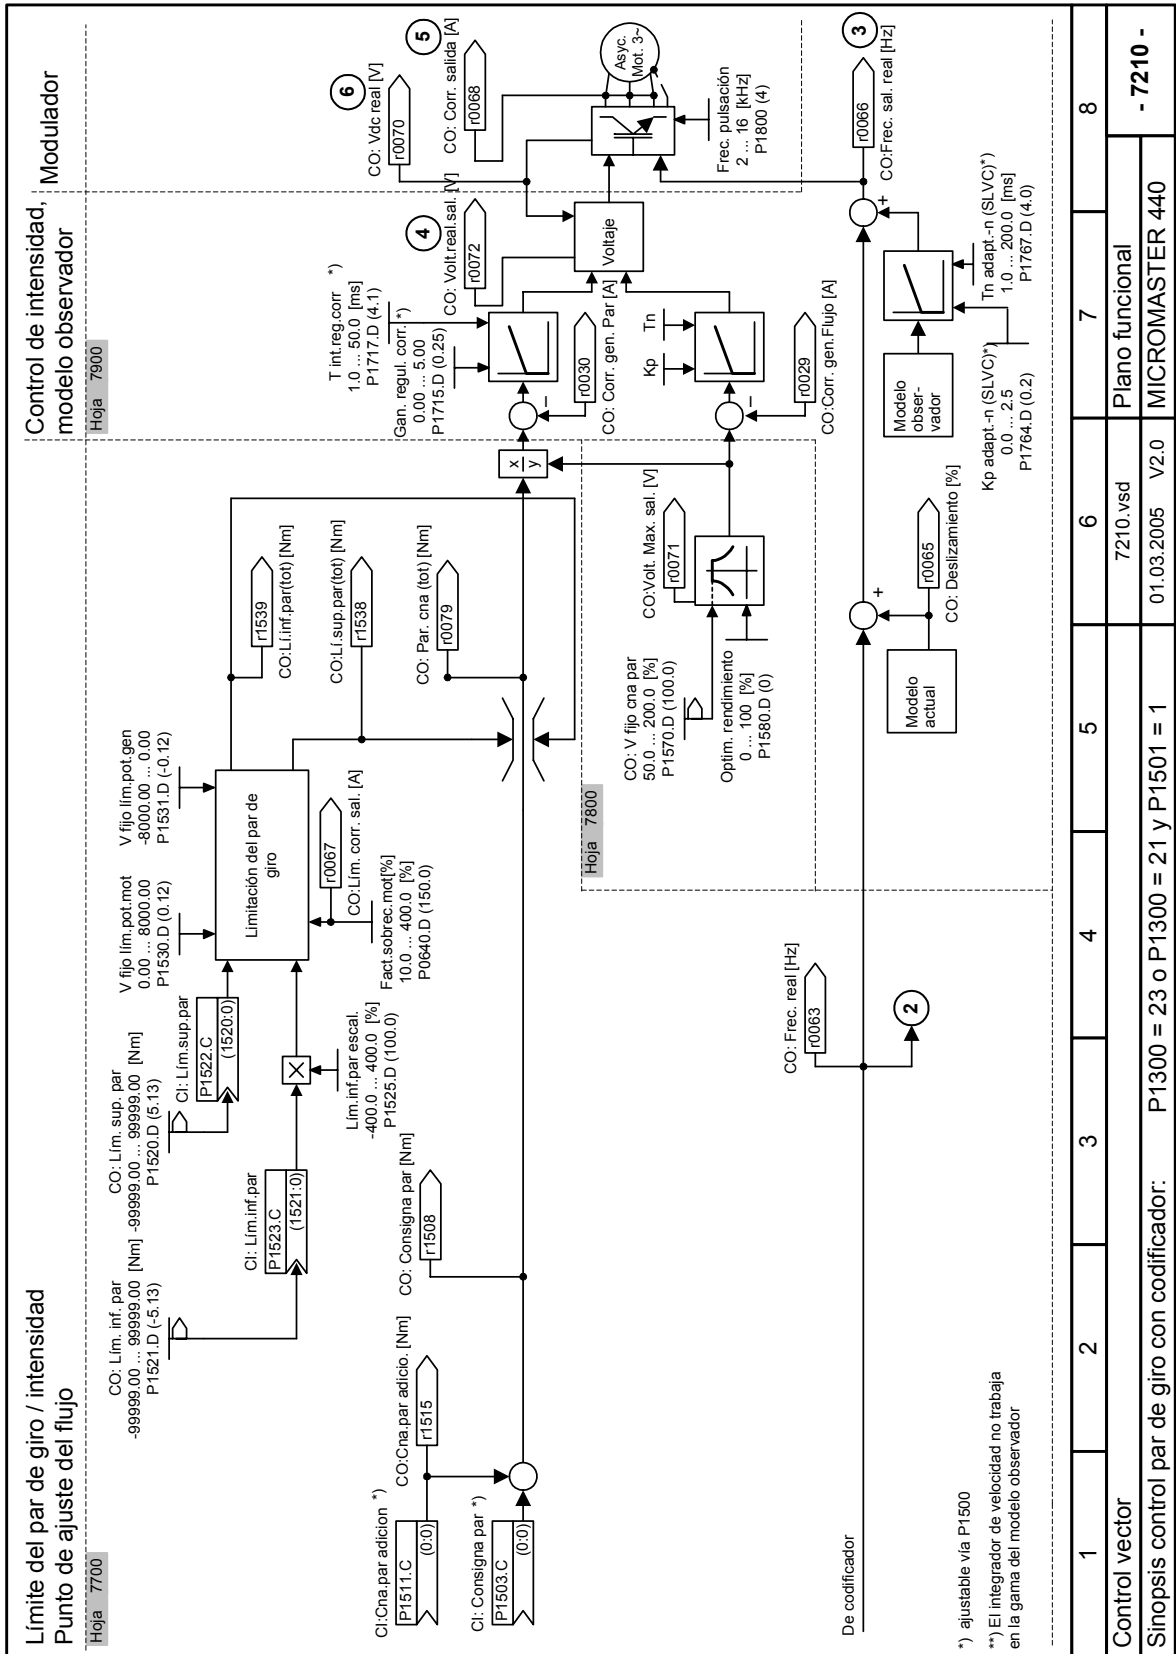 Límite del par de giro / intensidad
Punto de ajuste del flujo
Hoja 7700
Control de intensidad,
modelo observador
Hoja 7900
Modulador
CO: Lím. inf. par
-99999.00 ... 99999.00 [Nm]
P1521.D (-5.13)
CO: Lím. sup. par
-99999.00 ... 99999.00 [Nm]
P1520.D (5.13)
CI: Lím.sup.par
P1522.C
(1520:0)
CI: Lím.inf.par
P1523.C
(1521:0)
Lím.inf.par escal.
-400.0 ... 400.0 [%]
P1525.D (100.0)
V fijo lím.pot.mot
0.00 ... 8000.00
P1530.D (0.12)
V fijo lím.pot.gen
-8000.00 ... 0.00
P1531.D (-0.12)
Limitación del par de
giro
r0067
CO:Lím. corr. sal. [A]
Fact.sobrec.mot[%]
10.0 ... 400.0 [%]
P0640.D (150.0)
r1539
CO:Lí.inf.par(tot) [Nm]
CO:Lí.sup.par(tot) [Nm]
r1538
CO: Par. cna (tot) [Nm]
r0079
CI:Cna.par adicion *)
P1511.C
(0:0)
CO:Cna.par adicio. [Nm]
r1515
CI: Consigna par *)
P1503.C
(0:0)
CO: Consigna par [Nm]
r1508
x
y
T int.reg.corr *)
1.0 ... 50.0 [ms]
P1717.D (4.1)
Gan. regul. corr. *)
0.00 ... 5.00
P1715.D (0.25)
–
r0030
CO: Corr. gen. Par [A]
4
CO: Volt.real.sal. [V]
r0072
Voltaje
6
CO: Vdc real [V]
r0070
5
CO: Corr. salida [A]
r0068
Asyc.
Mot. 3~
Frec. pulsación
2 ... 16 [kHz]
P1800 (4)
Hoja 7800
CO: V fijo cna par
50.0 ... 200.0 [%]
P1570.D (100.0)
Optim. rendimiento
0 ... 100 [%]
P1580.D (0)
CO:Volt. Max. sal. [V]
r0071
Kp
Tn
–
r0029
CO:Corr. gen.Flujo [A]
De codificador
CO: Frec. real [Hz]
r0063
2
Modelo
actual
+
r0065
CO: Deslizamiento [%]
Modelo
obser-
vador
Kp adapt.-n (SLVC)*)
0.0 ... 2.5
P1764.D (0.2)
Tn adapt.-n (SLVC)*)
1.0 ... 200.0 [ms]
P1767.D (4.0)
+
3
r0066
CO:Frec. sal. real [Hz]
*) ajustable vía P1500
**) El integrador de velocidad no trabaja
en la gama del modelo observador
1 2 3 4 5 6 7 8
Control vector
7210.vsd
Plano funcional
- 7210 -
Sinopsis control par de giro con codificador: P1300 = 23 o P1300 = 21 y P1501 = 1
01.03.2005 V2.0
MICROMASTER 440